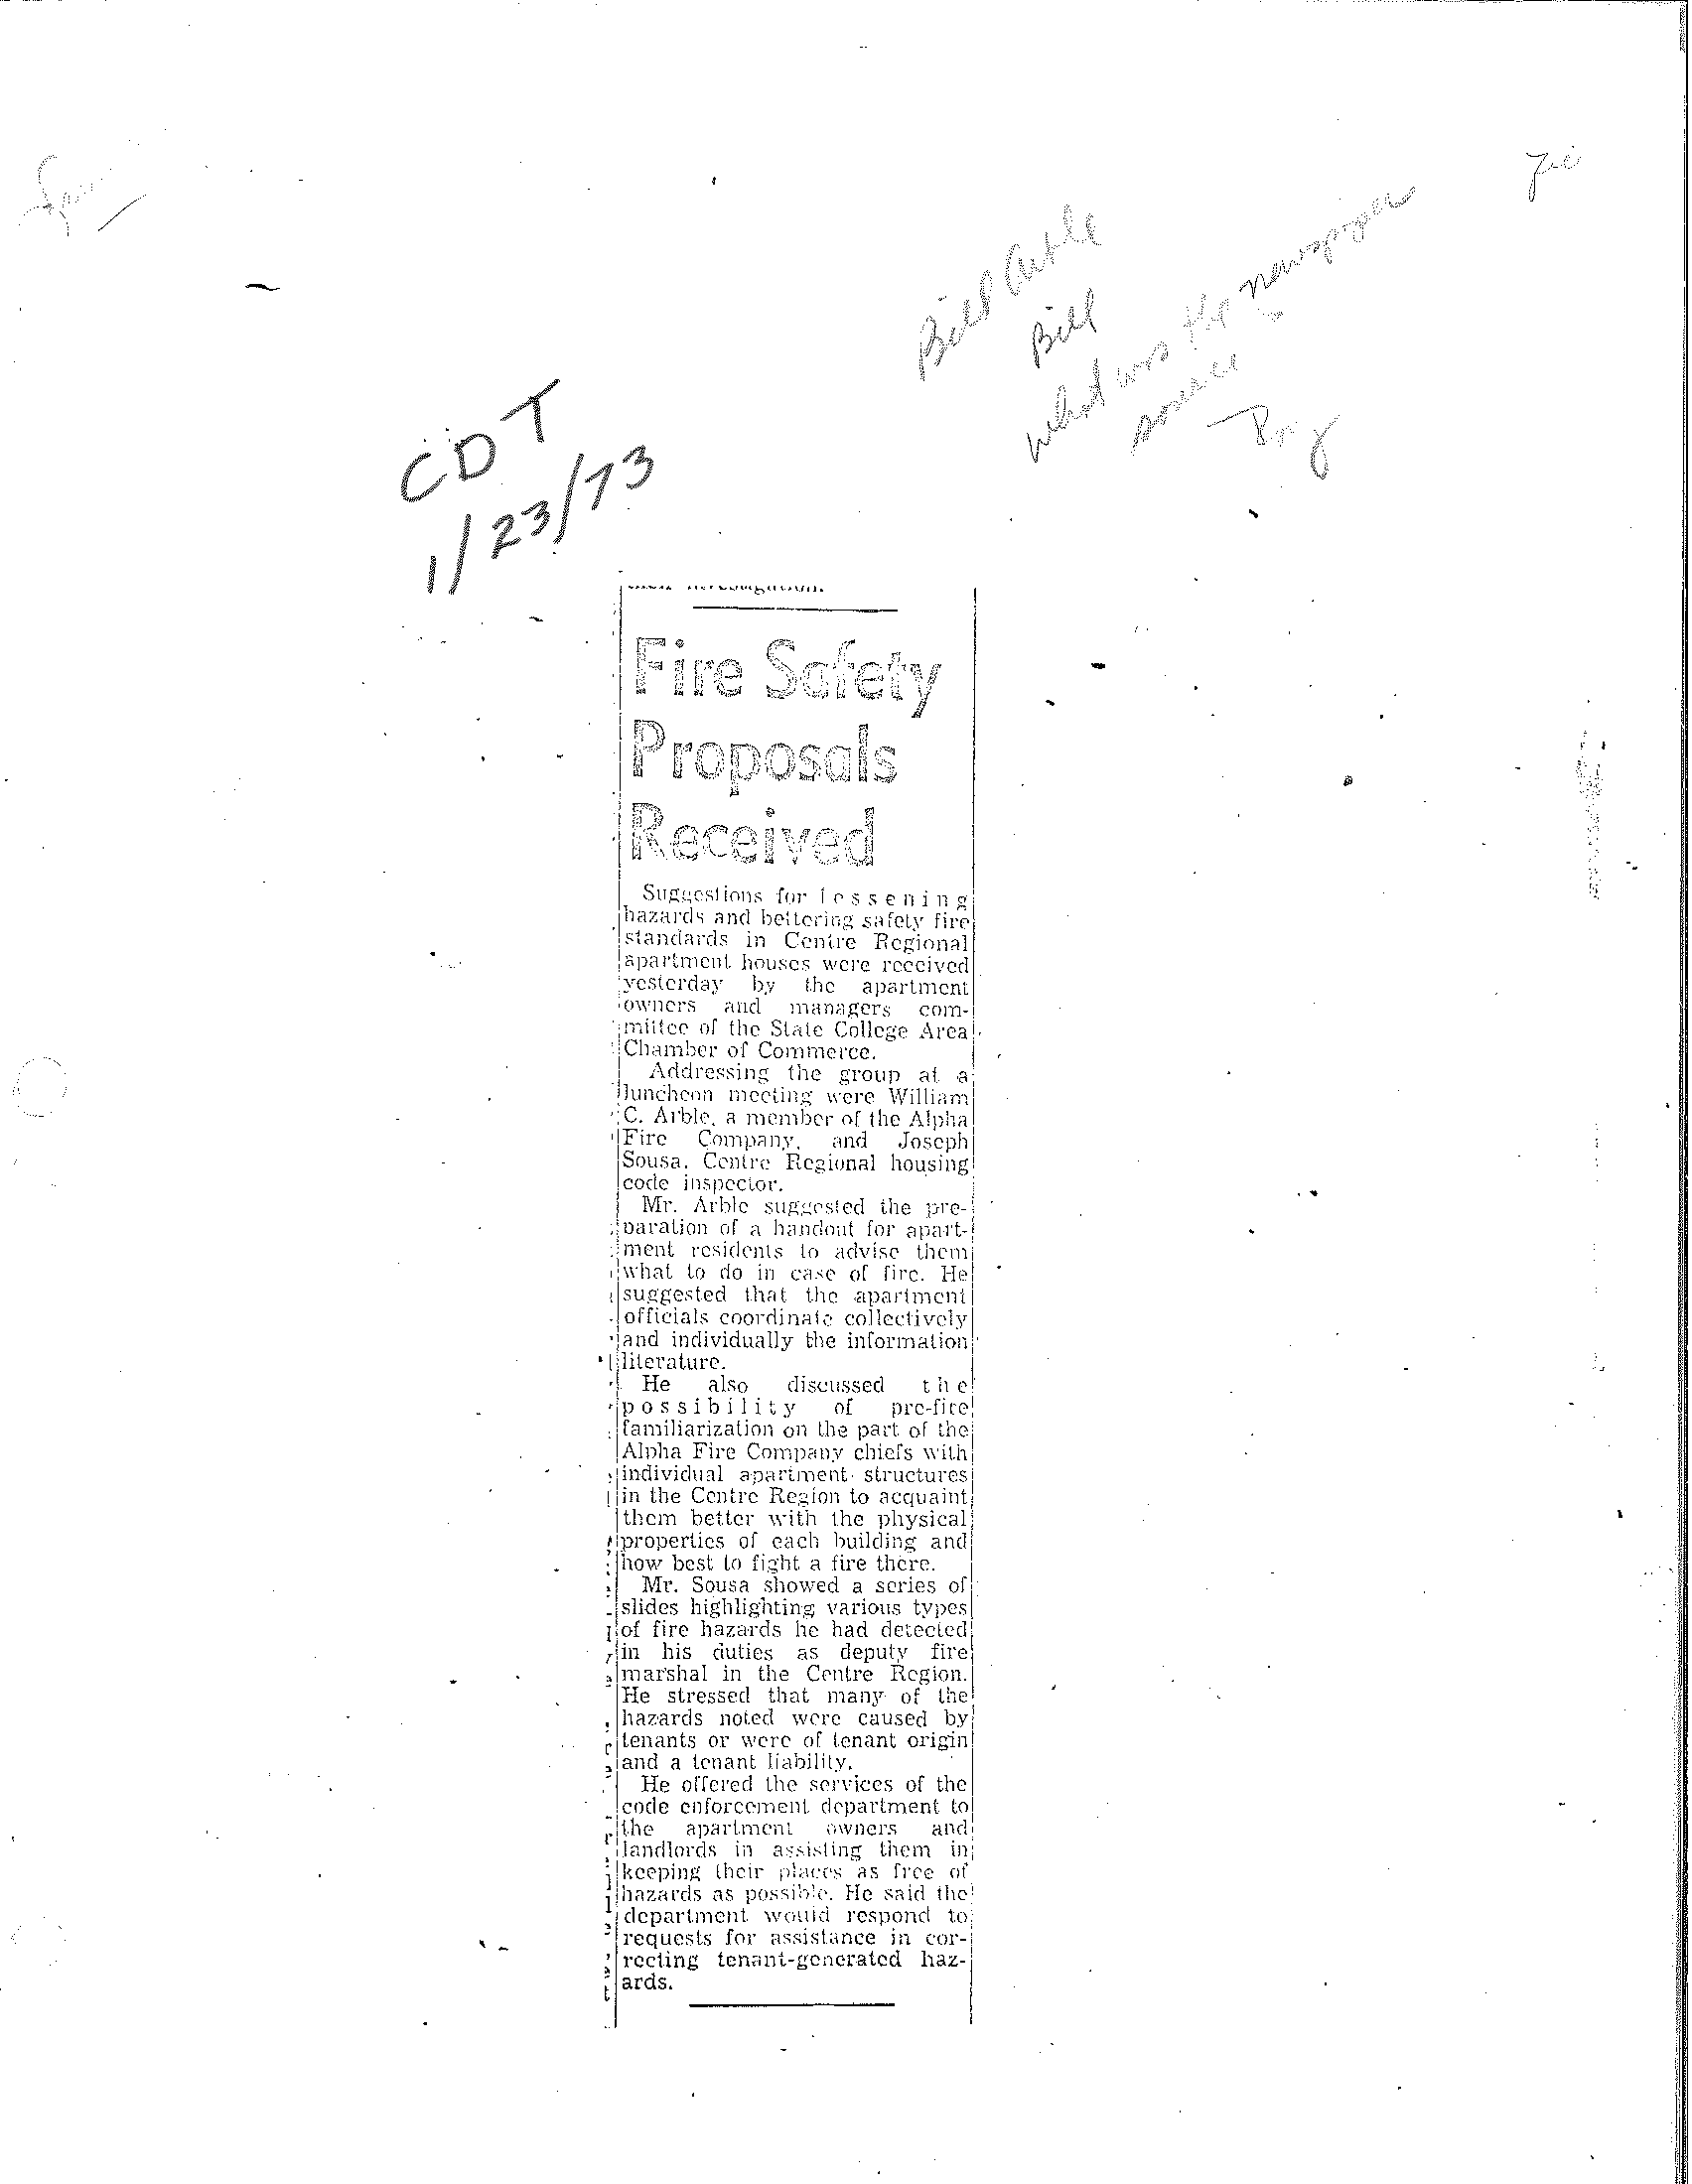 Bill Arble
Bill
what was the newspaper
source
CDT
1/23/73
Fire Safety
Proposals
Received
Suggestions for lessening
hazards and bettering safety fire
standards in Centre Regional
apartment houses were received
yesterday by the apartment
owners and managers com-
mittee of the State College Area
Chamber of Commerce.
Addressing the group at a
luncheon meeting were William
C. Arble, a member of the Alpha
Fire Company, and Joseph
Sousa, Centre Regional housing
code inspector.
Mr. Arble suggested the pre-
paration of a handout for apart-
ment residents to advise them
what to do in case of fire. He
suggested that the apartment
officials coordinate collectively
and individually the information
literature.
He also discussed the
possibility of pre-fire
familiarization on the part of the
Alpha Fire Company chiefs with
individual apartment structures
in the Centre Region to acquaint
them better with the physical
properties of each building and
how best to fight a fire there.
Mr. Sousa showed a series of
slides highlighting various types
of fire hazards he had detected
in his duties as deputy fire
marshal in the Centre Region.
He stressed that many of the
hazards noted were caused by
tenants or were of tenant origin
and a tenant liability.
He offered the services of the
code enforcement department to
the apartment owners and
landlords in assisting them in
keeping their places as free of
hazards as possible. He said the
department would respond to
requests for assistance in cor-
recting tenant-generated haz-
ards.